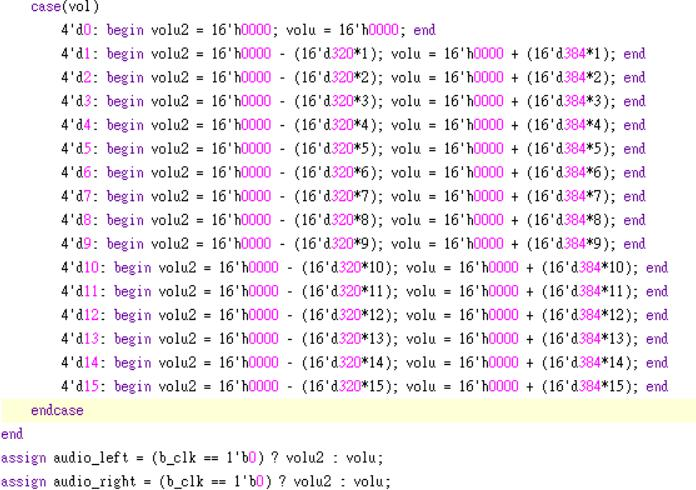 case(vol)
4'd0: begin volu2 = 16'h0000; volu = 16'h0000; end
4'd1: begin volu2 = 16'h0000 - (16'd320*1); volu = 16'h0000 + (16'd384*1); end
4'd2: begin volu2 = 16'h0000 - (16'd320*2); volu = 16'h0000 + (16'd384*2); end
4'd3: begin volu2 = 16'h0000 - (16'd320*3); volu = 16'h0000 + (16'd384*3); end
4'd4: begin volu2 = 16'h0000 - (16'd320*4); volu = 16'h0000 + (16'd384*4); end
4'd5: begin volu2 = 16'h0000 - (16'd320*5); volu = 16'h0000 + (16'd384*5); end
4'd6: begin volu2 = 16'h0000 - (16'd320*6); volu = 16'h0000 + (16'd384*6); end
4'd7: begin volu2 = 16'h0000 - (16'd320*7); volu = 16'h0000 + (16'd384*7); end
4'd8: begin volu2 = 16'h0000 - (16'd320*8); volu = 16'h0000 + (16'd384*8); end
4'd9: begin volu2 = 16'h0000 - (16'd320*9); volu = 16'h0000 + (16'd384*9); end
4'd10: begin volu2 = 16'h0000 - (16'd320*10); volu = 16'h0000 + (16'd384*10); end
4'd11: begin volu2 = 16'h0000 - (16'd320*11); volu = 16'h0000 + (16'd384*11); end
4'd12: begin volu2 = 16'h0000 - (16'd320*12); volu = 16'h0000 + (16'd384*12); end
4'd13: begin volu2 = 16'h0000 - (16'd320*13); volu = 16'h0000 + (16'd384*13); end
4'd14: begin volu2 = 16'h0000 - (16'd320*14); volu = 16'h0000 + (16'd384*14); end
4'd15: begin volu2 = 16'h0000 - (16'd320*15); volu = 16'h0000 + (16'd384*15); end
endcase
end
assign audio_left = (b_clk == 1'b0) ? volu2 : volu;
assign audio_right = (b_clk == 1'b0) ? volu2 : volu;